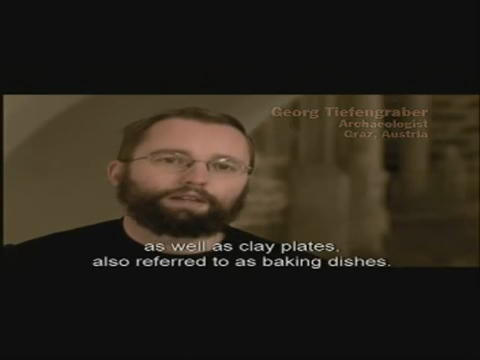 Georg Tiefengraber
Archaeologist
Graz, Austria
as well as clay plates,
also referred to as baking dishes.